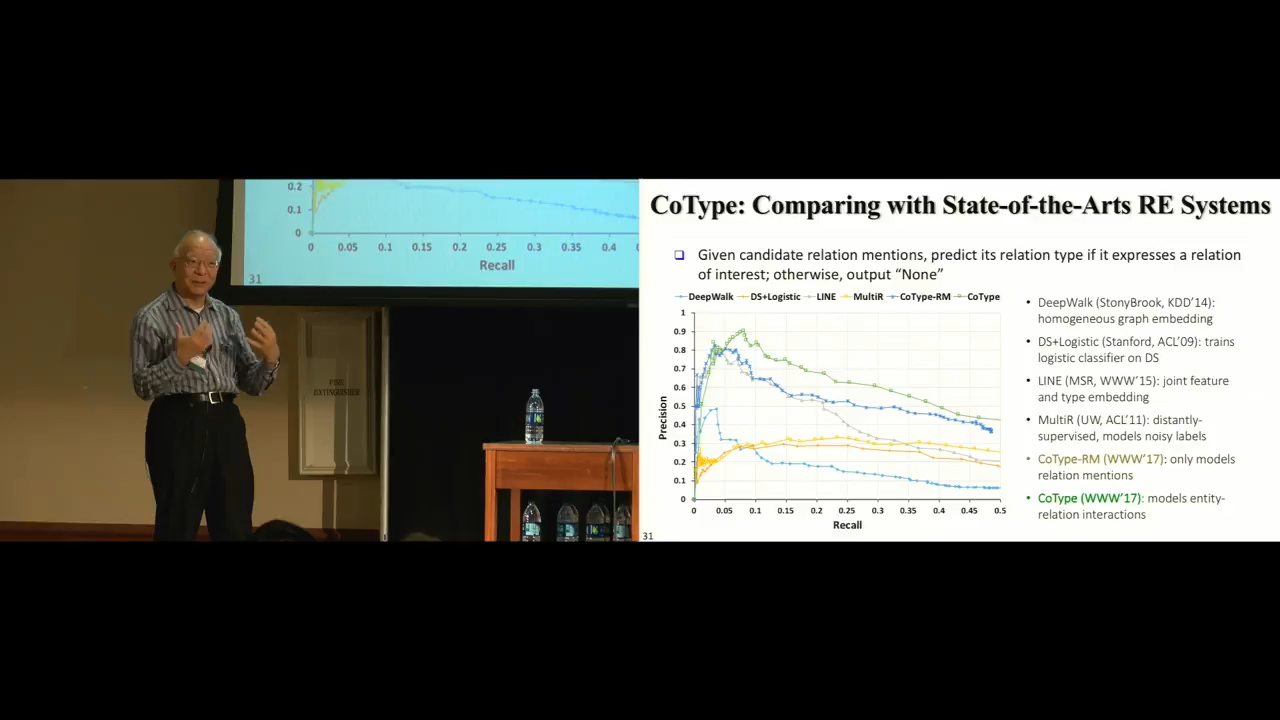 0.2
0.1
0
0 0.05 0.1 0.15 0.2 0.25 0.3 0.35 0.4
Recall
31
FIRE
EXTINGUISHER
CoType: Comparing with State-of-the-Arts RE Systems
Given candidate relation mentions, predict its relation type if it expresses a relation
of interest; otherwise, output “None”
DeepWalk DS+Logistic LINE MultiR CoType-RM CoType
1
0.9
0.8
0.7
0.6
0.5
0.4
0.3
0.2
0.1
0
Precision
0 0.05 0.1 0.15 0.2 0.25 0.3 0.35 0.4 0.45 0.5
Recall
• DeepWalk (StonyBrook, KDD’14):
homogeneous graph embedding
• DS+Logistic (Stanford, ACL’09): trains
logistic classifier on DS
• LINE (MSR, WWW’15): joint feature
and type embedding
• MultiR (UW, ACL’11): distantly-
supervised, models noisy labels
• CoType-RM (WWW’17): only models
relation mentions
• CoType (WWW’17): models entity-
relation interactions
31